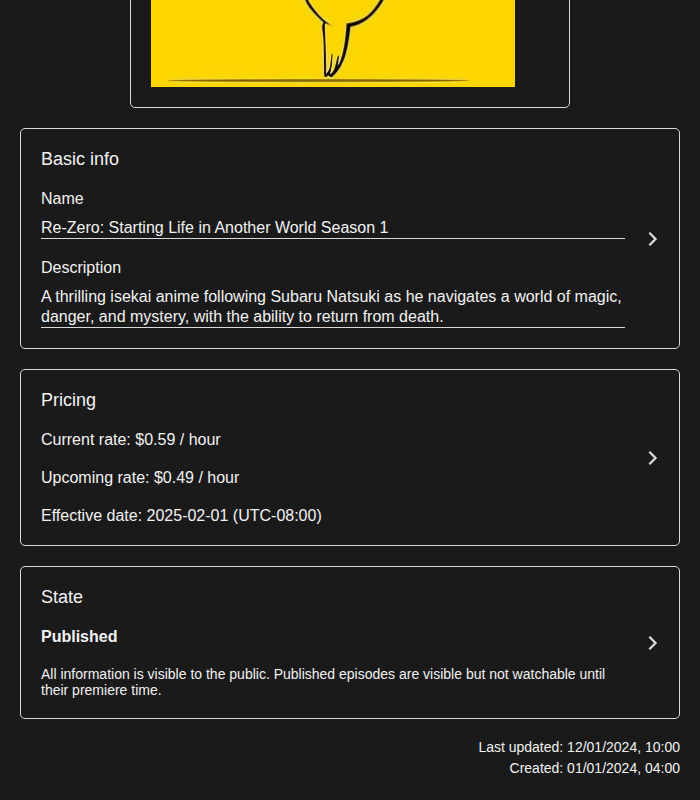 Basic info
Name
Re-Zero: Starting Life in Another World Season 1
Description
A thrilling isekai anime following Subaru Natsuki as he navigates a world of magic,
danger, and mystery, with the ability to return from death.
Pricing
Current rate: $0.59 / hour
Upcoming rate: $0.49 / hour
Effective date: 2025-02-01 (UTC-08:00)
State
Published
All information is visible to the public. Published episodes are visible but not watchable until
their premiere time.
Last updated: 12/01/2024, 10:00
Created: 01/01/2024, 04:00